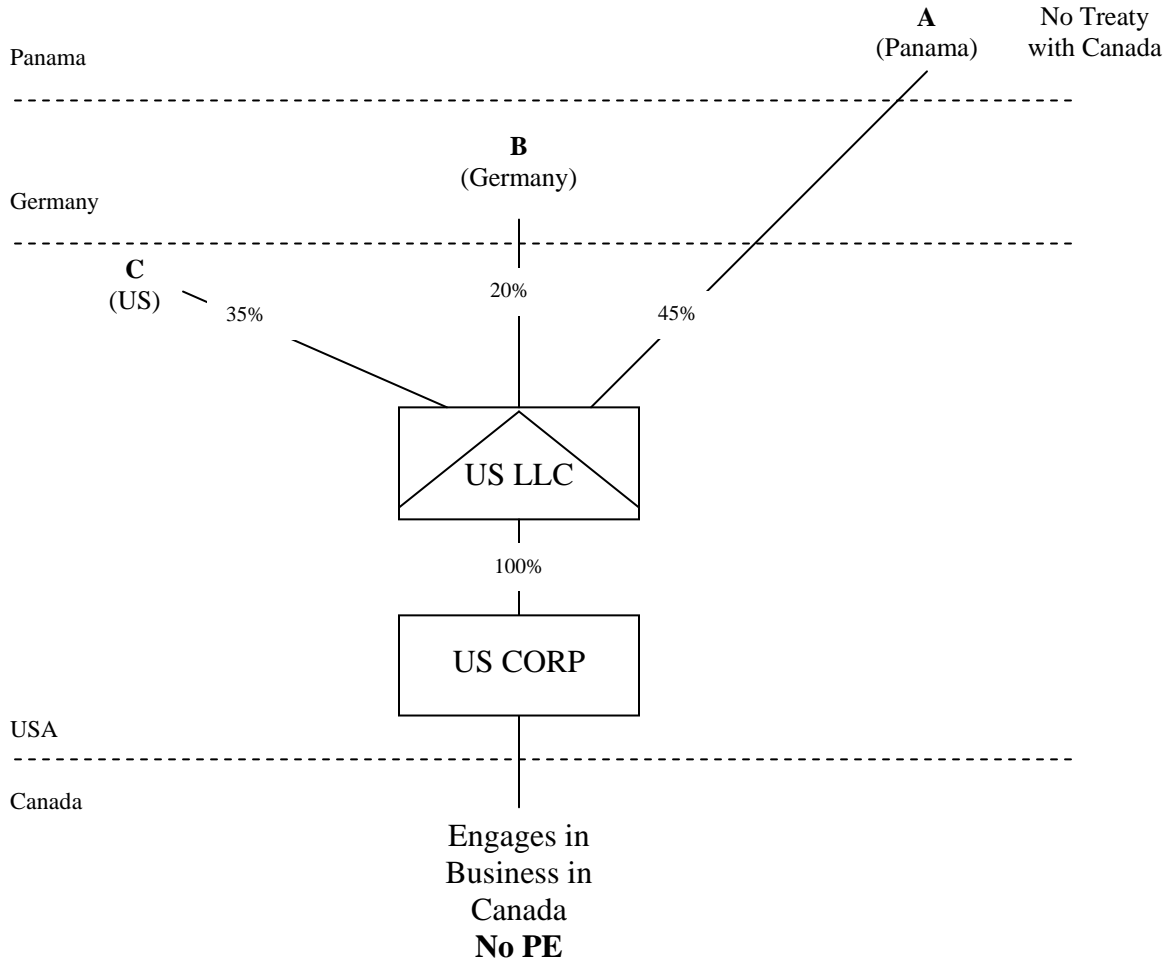 A No Treaty
(Panama) with Canada
Panama
B
(Germany)
Germany
C
(US)
35%
20%
45%
US LLC
100%
US CORP
USA
Canada
Engages in
Business in
Canada
No PE